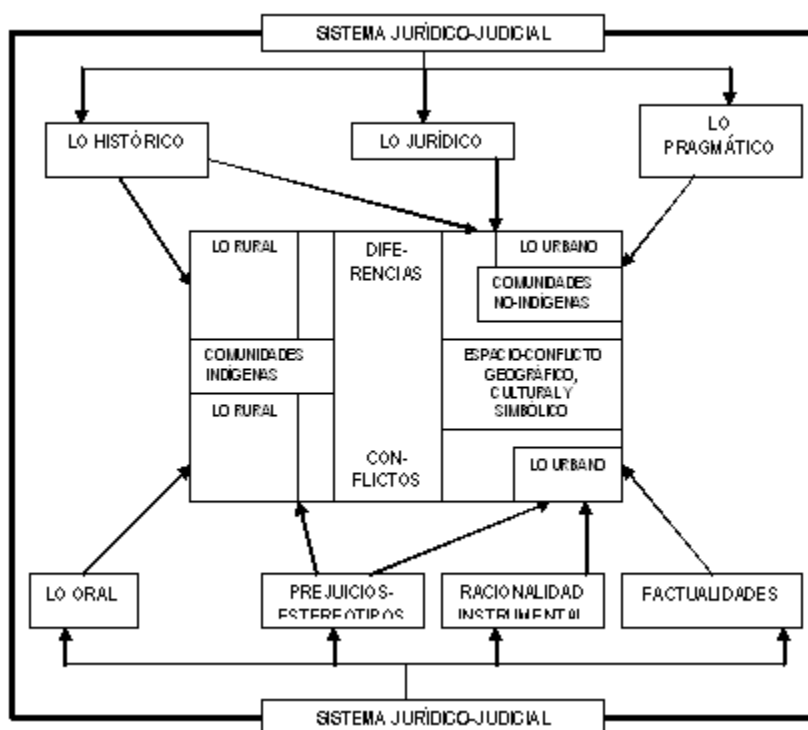 SISTEMA JURÍDICO-JUDICIAL
LO HISTÓRICO
LO JURÍDICO
LO
PRAGMÁTICO
LO RURAL
DIFE-
RENCIAS
LO URBANO
COMUNIDADES
NO-INDÍGENAS
COMUNIDADES
INDÍGENAS
ESPACIO-CONFLICTO
GEOGRÁFICO,
CULTURAL Y
SIMBÓLICO
LO RURAL
CON-
FLICTOS
LO URBANO
LO ORAL
PREJUICIOS-
ESTEREOTIPOS
RACIONALIDAD
INSTRUMENTAL
FACTUALIDADES
SISTEMA JURÍDICO-JUDICIAL